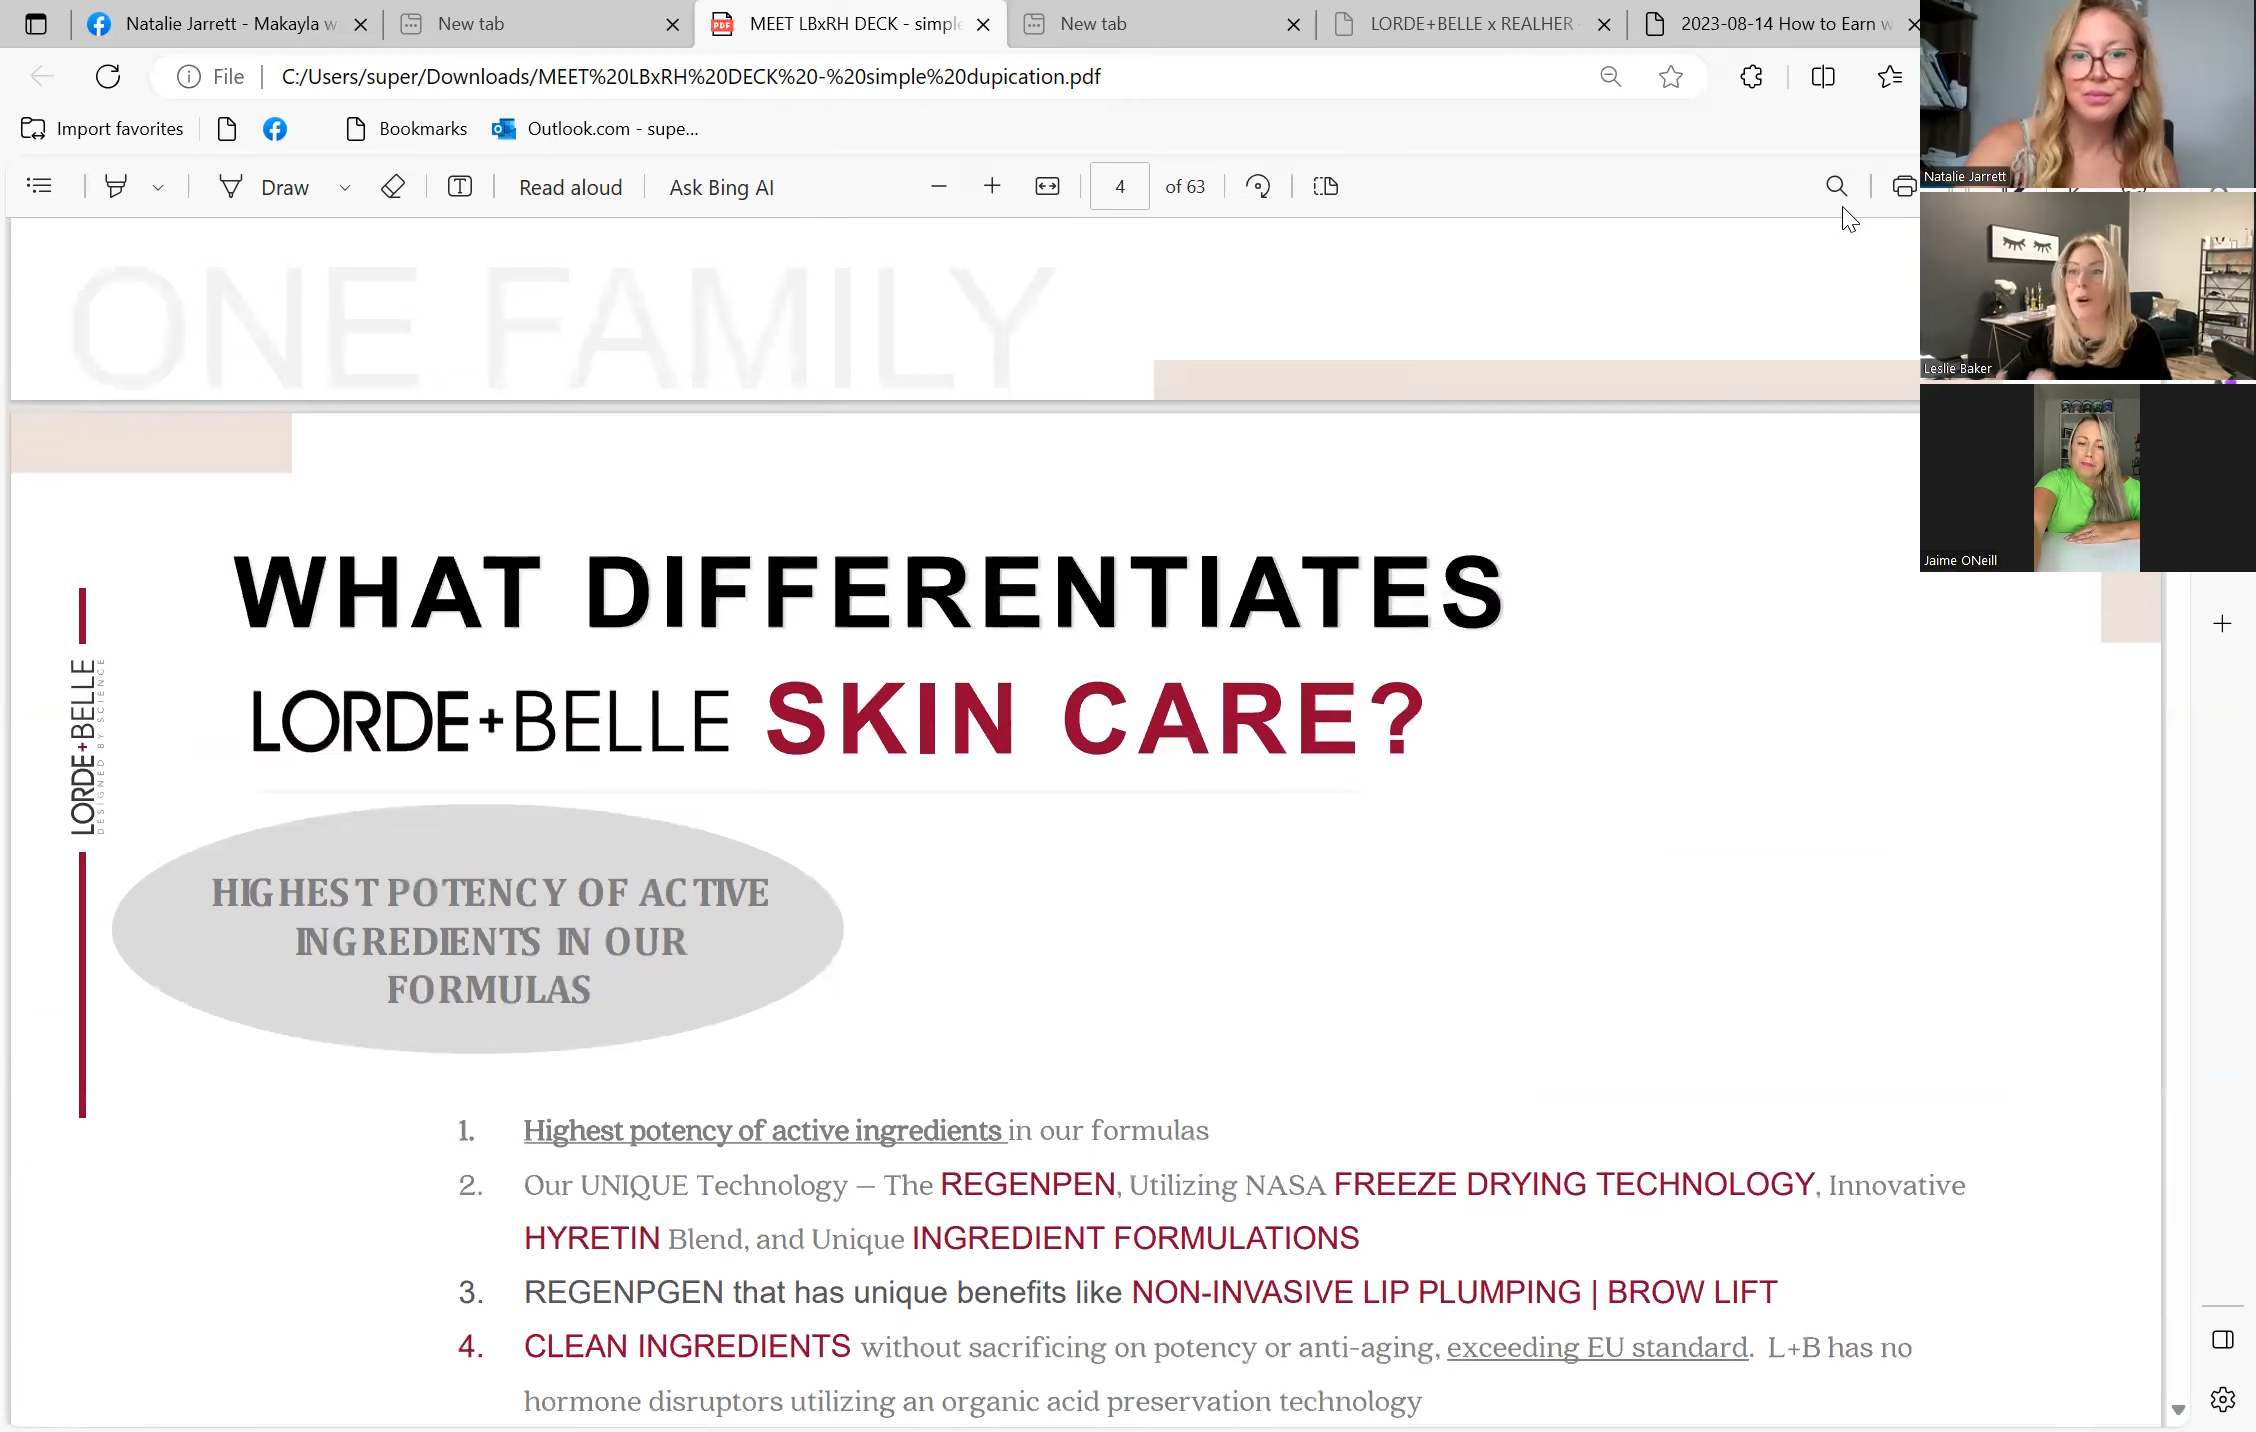 Natalie Jarrett - Makayla w
New tab
MEET LBxRH DECK - simple
New tab
LORDE+BELLE x REALHER -
2023-08-14 How to Earn w
File
C:/Users/super/Downloads/MEET%20LBxRH%20DECK%20-%20simple%20dupication.pdf
Import favorites
Bookmarks
Outlook.com - supe...
Draw
Read aloud
Ask Bing AI
4
of 63
Natalie Jarrett
Leslie Baker
Jaime ONeill
ONE FAMILY
WHAT DIFFERENTIATES
LORDE+BELLE SKIN CARE?
LORDE+BELLE
DESIGNED BY SCIENCE
HIGHEST POTENCY OF ACTIVE
INGREDIENTS IN OUR
FORMULAS
1. Highest potency of active ingredients in our formulas
2. Our UNIQUE Technology – The REGENPEN, Utilizing NASA FREEZE DRYING TECHNOLOGY, Innovative
HYRETIN Blend, and Unique INGREDIENT FORMULATIONS
3. REGENPGEN that has unique benefits like NON-INVASIVE LIP PLUMPING | BROW LIFT
4. CLEAN INGREDIENTS without sacrificing on potency or anti-aging, exceeding EU standard. L+B has no
hormone disruptors utilizing an organic acid preservation technology